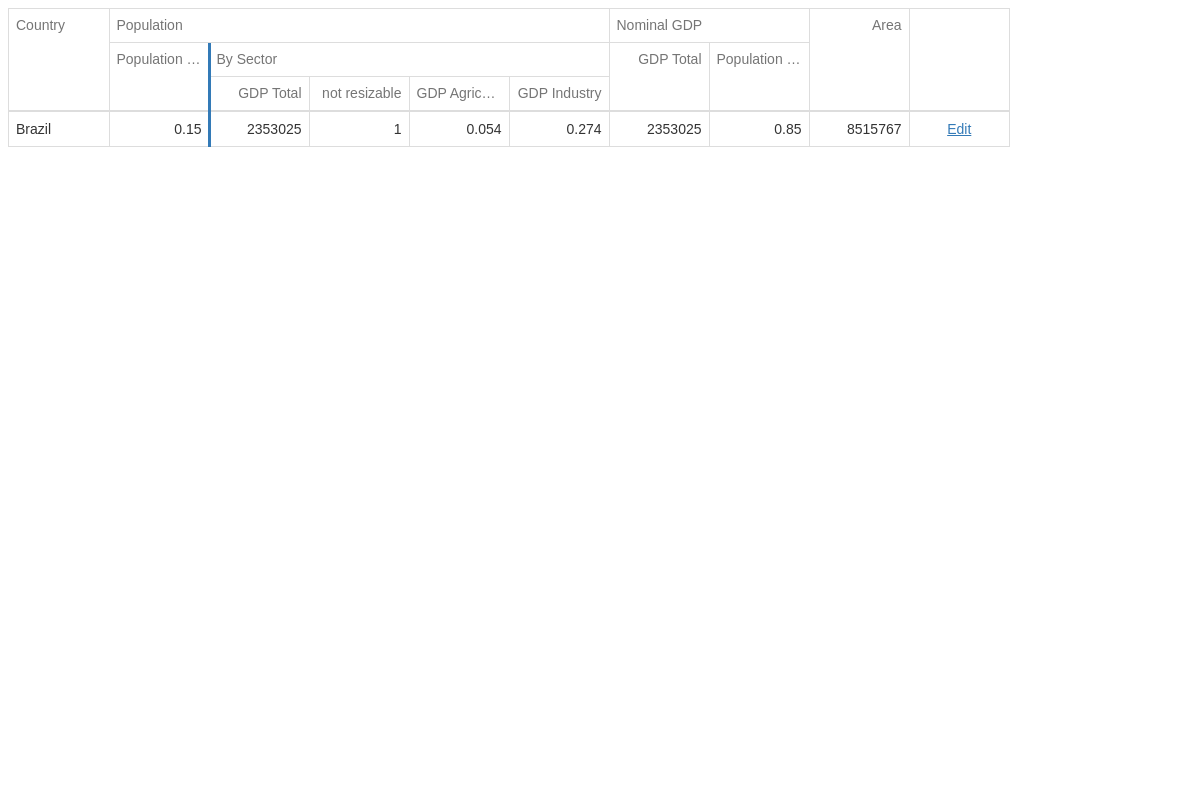 Country Population Nominal GDP Area
Population … By Sector GDP Total Population …
GDP Total not resizable GDP Agric… GDP Industry
Brazil 0.15 2353025 1 0.054 0.274 2353025 0.85 8515767 Edit